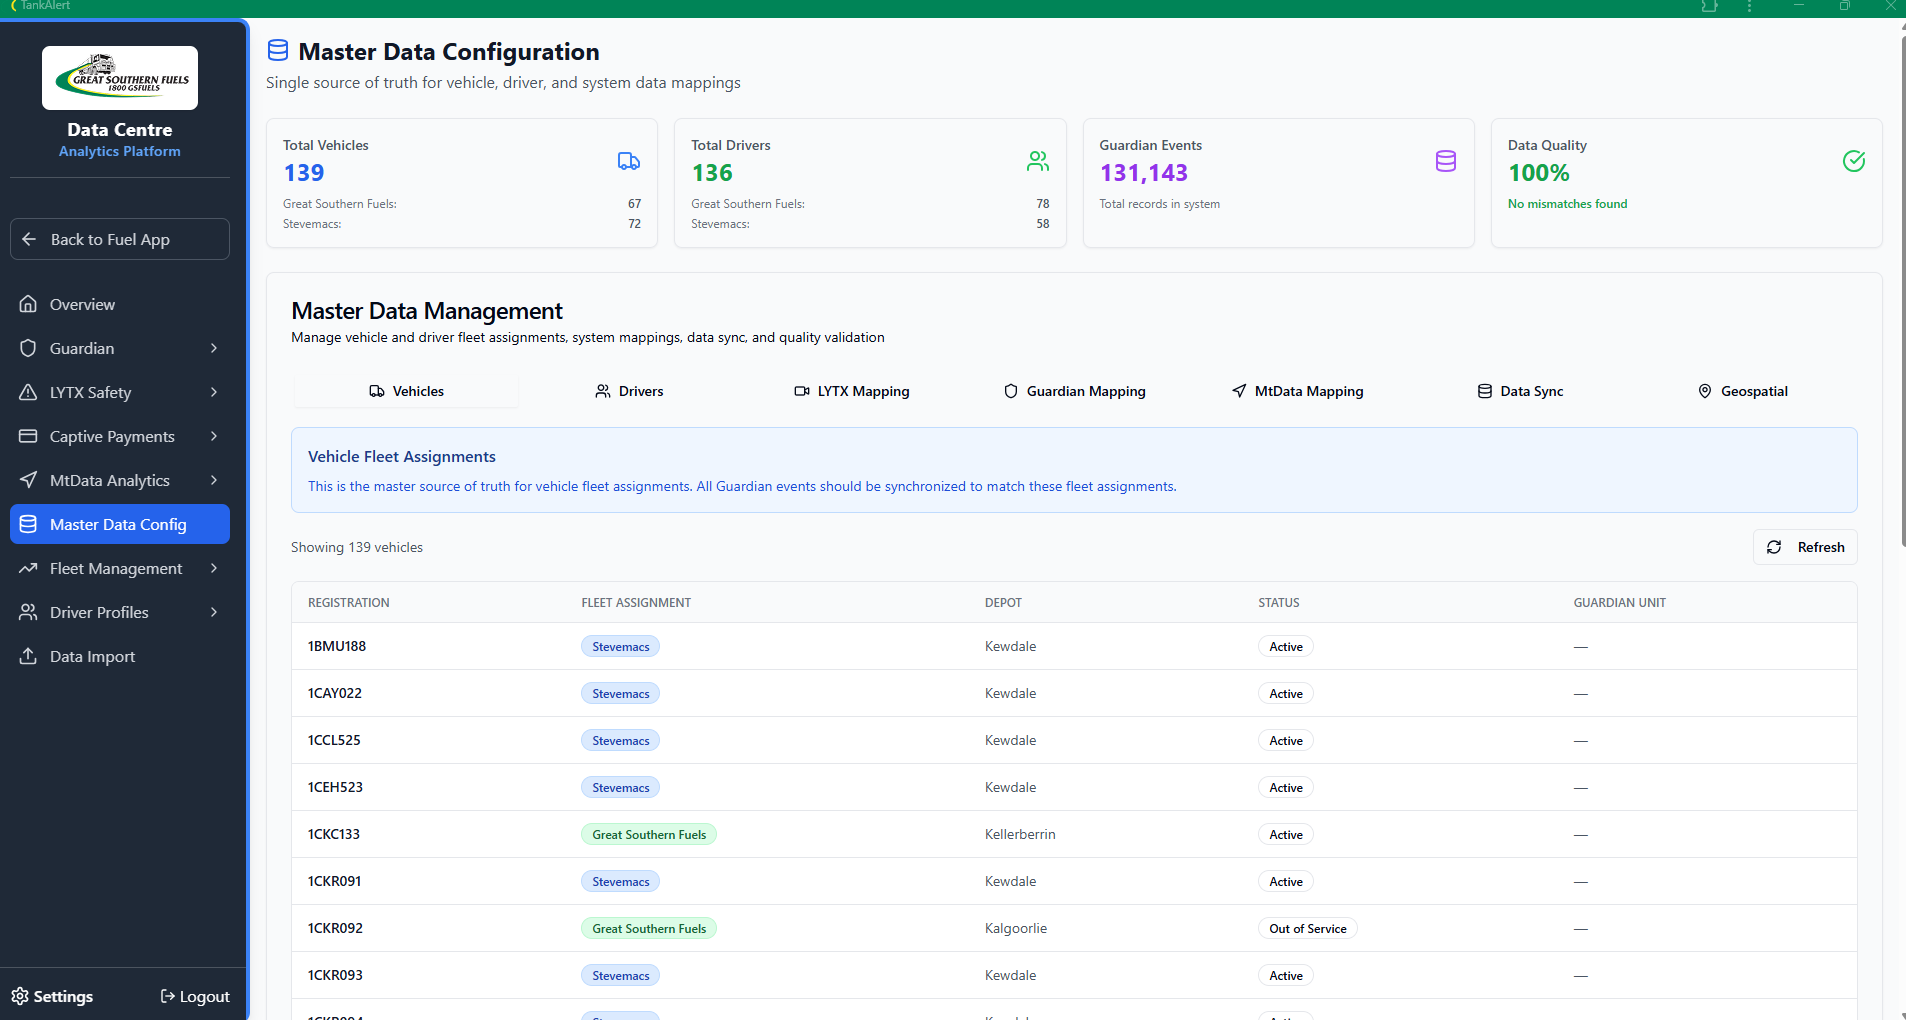 TankAlert
GREAT SOUTHERN FUELS
1800 GSFUELS
Data Centre
Analytics Platform
Back to Fuel App
Overview
Guardian
LYTX Safety
Captive Payments
MtData Analytics
Master Data Config
Fleet Management
Driver Profiles
Data Import
Settings
Logout
Master Data Configuration
Single source of truth for vehicle, driver, and system data mappings
Total Vehicles
139
Great Southern Fuels: 67
Stevemacs: 72
Total Drivers
136
Great Southern Fuels: 78
Stevemacs: 58
Guardian Events
131,143
Total records in system
Data Quality
100%
No mismatches found
Master Data Management
Manage vehicle and driver fleet assignments, system mappings, data sync, and quality validation
Vehicles Drivers LYTX Mapping Guardian Mapping MtData Mapping Data Sync Geospatial
Vehicle Fleet Assignments
This is the master source of truth for vehicle fleet assignments. All Guardian events should be synchronized to match these fleet assignments.
Showing 139 vehicles
Refresh
REGISTRATION FLEET ASSIGNMENT DEPOT STATUS GUARDIAN UNIT
1BMU188 Stevemacs Kewdale Active —
1CAY022 Stevemacs Kewdale Active —
1CCL525 Stevemacs Kewdale Active —
1CEH523 Stevemacs Kewdale Active —
1CKC133 Great Southern Fuels Kellerberrin Active —
1CKR091 Stevemacs Kewdale Active —
1CKR092 Great Southern Fuels Kalgoorlie Out of Service —
1CKR093 Stevemacs Kewdale Active —